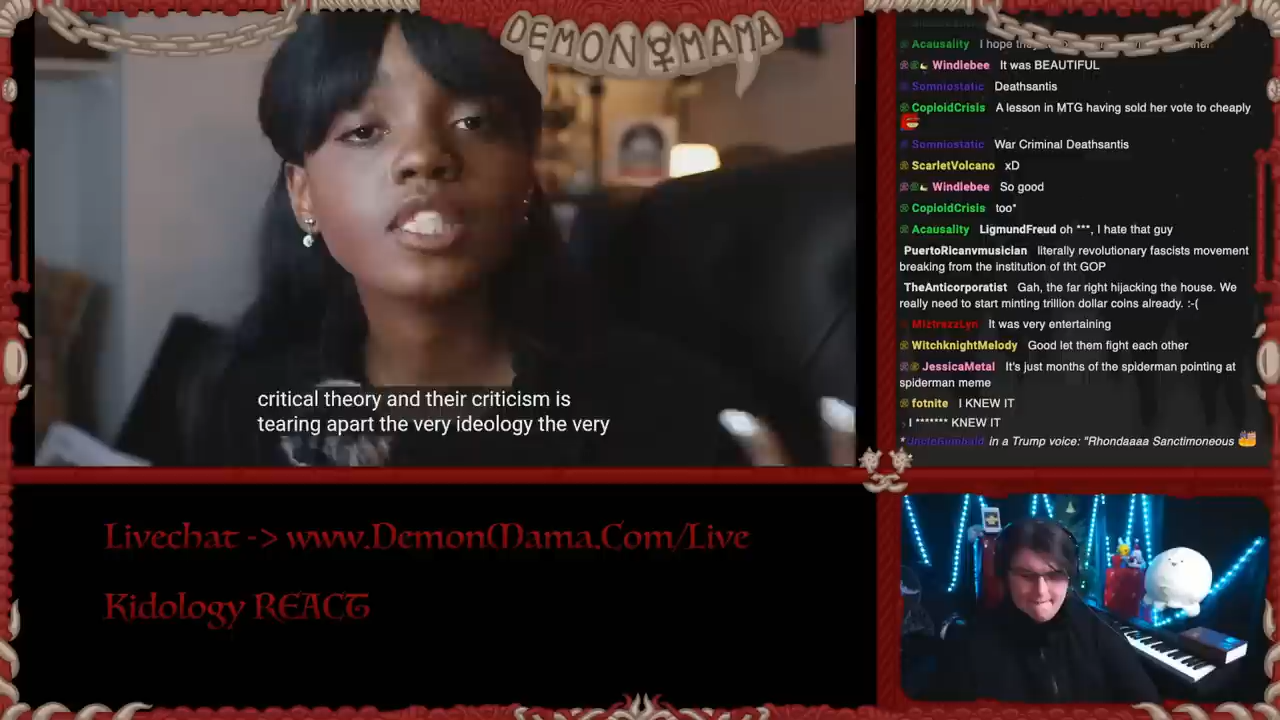 DEMON MAMA
critical theory and their criticism is
tearing apart the very ideology the very
Livechat -> www.DemonMama.Com/Live
Kidology REACT
Acausality I hope
Windiebee It was BEAUTIFUL
Somniostatic Deathsantis
CopioidCrisis A lesson in MTG having sold her vote to cheaply
Somniostatic War Criminal Deathsantis
ScarletVolcano xD
Windiebee So good
CopioidCrisis too*
Acausality LigmundFreud oh ***, I hate that guy
PuertoRicanvmusician literally revolutionary fascists movement
breaking from the institution of tht GOP
TheAnticorporatist Gah, the far right hijacking the house. We
really need to start minting trillion dollar coins already. :-(
MiztrezzLyn It was very entertaining
WitchknightMelody Good let them fight each other
JessicaMetal It's just months of the spiderman pointing at
spiderman meme
fotnite I KNEW IT
I ******* KNEW IT
* UncleKumbald in a Trump voice: "Rhondaaaa Sanctimoneous